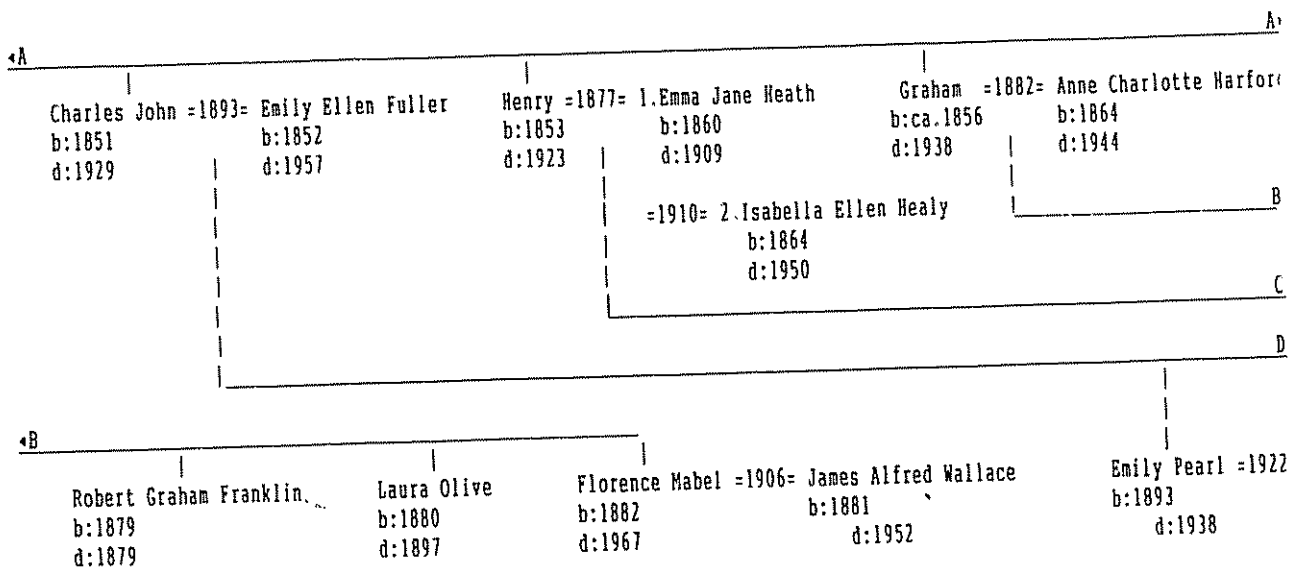 ◂A A
Charles John =1893= Emily Ellen Fuller Henry =1877= 1.Emma Jane Heath Graham =1882= Anne Charlotte
b:1851 b:1852 b:1853 b:1860 b:ca.1856 b:1864
d:1929 d:1957 d:1923 d:1909 d:1938 d:1944
=1910= 2.Isabella Ellen Healy B
b:1864
d:1950
C
D
◂B
Robert Graham Franklin Laura Olive Florence Mabel =1906= James Alfred Wallace Emily Pearl =1922
b:1879 b:1880 b:1882 b:1881 b:1893
d:1879 d:1897 d:1967 d:1952 d:1938